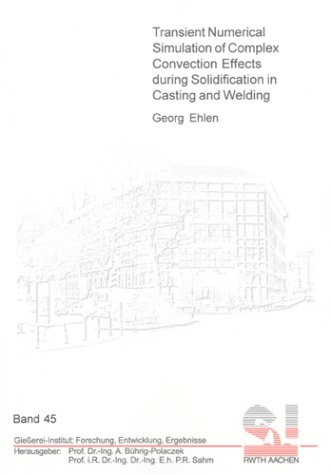 Transient Numerical
Simulation of Complex
Convection Effects
during Solidification in
Casting and Welding
Georg Ehlen
Band 45
Gießerei-Institut: Forschung, Entwicklung, Ergebnisse
Herausgeber: Prof. Dr.-Ing. A. Bührig-Polaczek
Prof. i.R. Dr.-Ing. Dr.-Ing. E.h. P.R. Sahm
GI
RWTH AACHEN